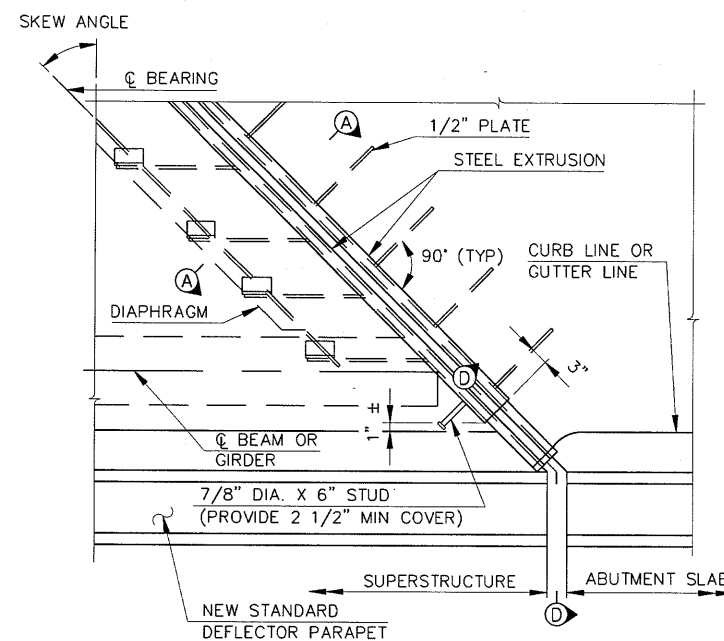 SKEW ANGLE
℄ BEARING
A
1/2" PLATE
STEEL EXTRUSION
90° (TYP)
CURB LINE OR
GUTTER LINE
A
DIAPHRAGM
3"
D
1" ±
℄ BEAM OR
GIRDER
7/8" DIA. X 6" STUD
(PROVIDE 2 1/2" MIN COVER)
SUPERSTRUCTURE
ABUTMENT SLAB
D
NEW STANDARD
DEFLECTOR PARAPET